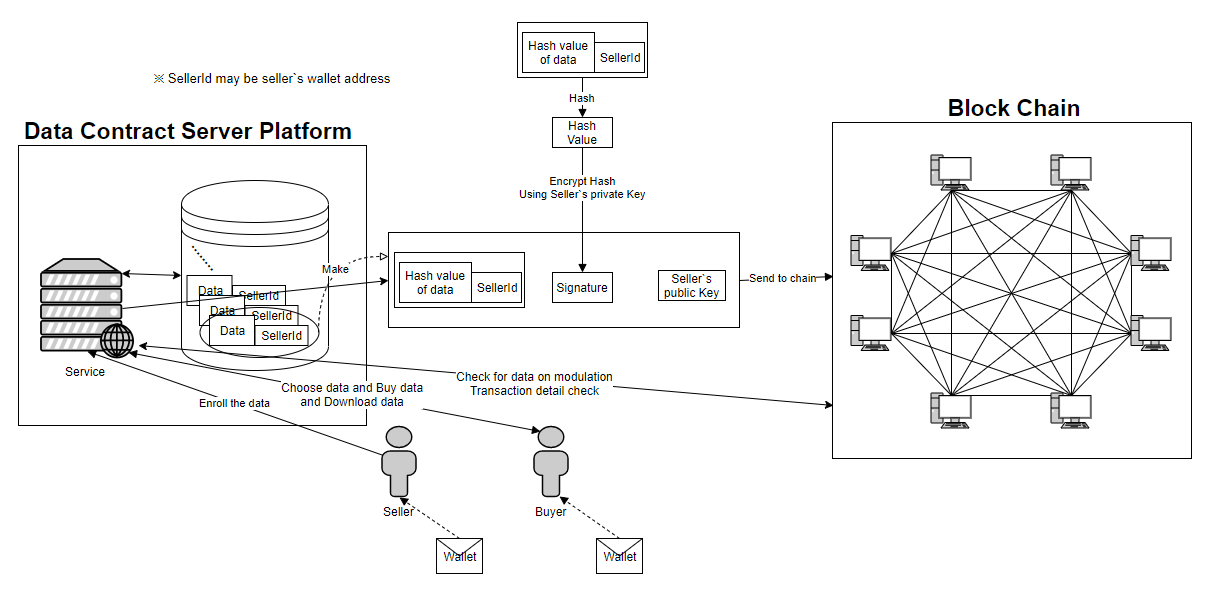 Hash value
of data
SellerId
※ SellerId may be seller`s wallet address
Hash
Block Chain
Data Contract Server Platform
Hash
Value
Encrypt Hash
Using Seller`s private Key
Make
Hash value
of data
SellerId
Signature
Seller`s
public Key
Send to chain
Data
SellerId
Data
SellerId
Data
SellerId
Service
Choose data and Buy data
and Download data
Check for data on modulation
Transaction detail check
Enroll the data
Seller
Buyer
Wallet
Wallet